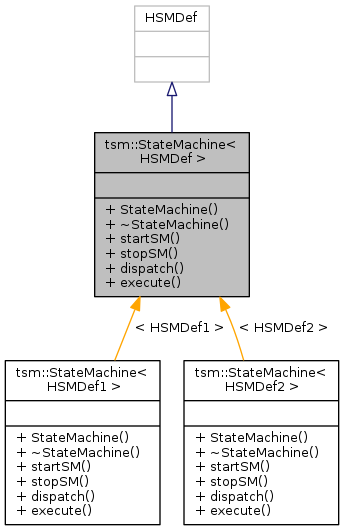 HSMDef
tsm::StateMachine<
HSMDef >
+ StateMachine()
+ ~StateMachine()
+ startSM()
+ stopSM()
+ dispatch()
+ execute()
< HSMDef1 >
< HSMDef2 >
tsm::StateMachine<
HSMDef1 >
+ StateMachine()
+ ~StateMachine()
+ startSM()
+ stopSM()
+ dispatch()
+ execute()
tsm::StateMachine<
HSMDef2 >
+ StateMachine()
+ ~StateMachine()
+ startSM()
+ stopSM()
+ dispatch()
+ execute()